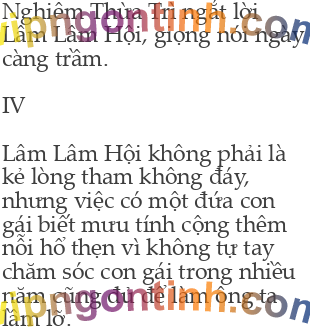 Nghiêm Thừa Trị ngắt lời
Lâm Lâm Hội, giọng nói ngày
càng trầm.
IV
Lâm Lâm Hội không phải là
kẻ lòng tham không đáy,
nhưng việc có một đứa con
gái biết mưu tính cộng thêm
nỗi hổ thẹn vì không tự tay
chăm sóc con gái trong nhiều
năm cũng đủ để làm ông ta
lầm lỡ.